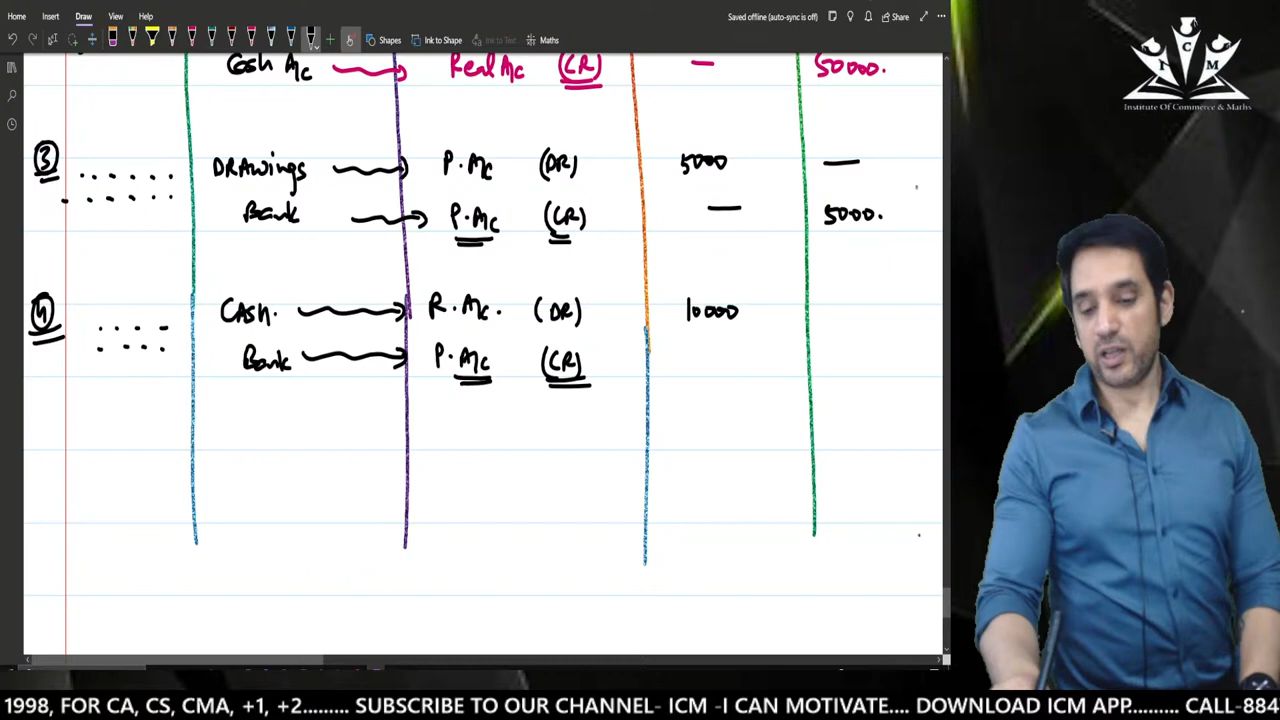 Home Insert Draw View Help
Saved offline (auto-sync is off)
Share
Shapes
Ink to Shape
Ink to Text
Maths
I C M
Institute Of Commerce & Maths
Cash A/c Real A/c (CR) — 50000.
3 DRAwings P. A/c (DR) 5000 —
Bank P. A/c (CR) — 5000.
4 CASH. R. A/c. (DR) 10000
Bank P. A/c (CR)
1998, FOR CA, CS, CMA, +1, +2......... SUBSCRIBE TO OUR CHANNEL- ICM -I CAN MOTIVATE.... DOWNLOAD ICM APP.......... CALL-884